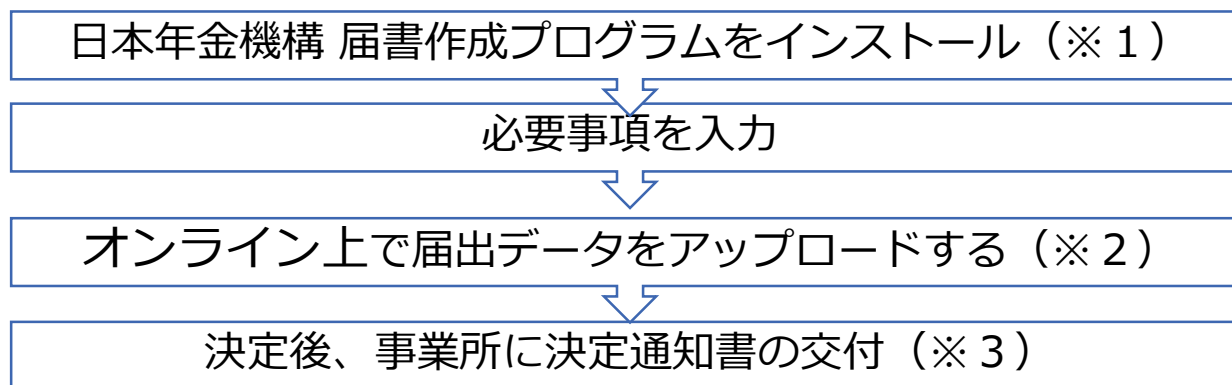 日本年金機構 届書作成プログラムをインストール（※１）
必要事項を入力
オンライン上で届出データをアップロードする（※２）
決定後、事業所に決定通知書の交付（※３）